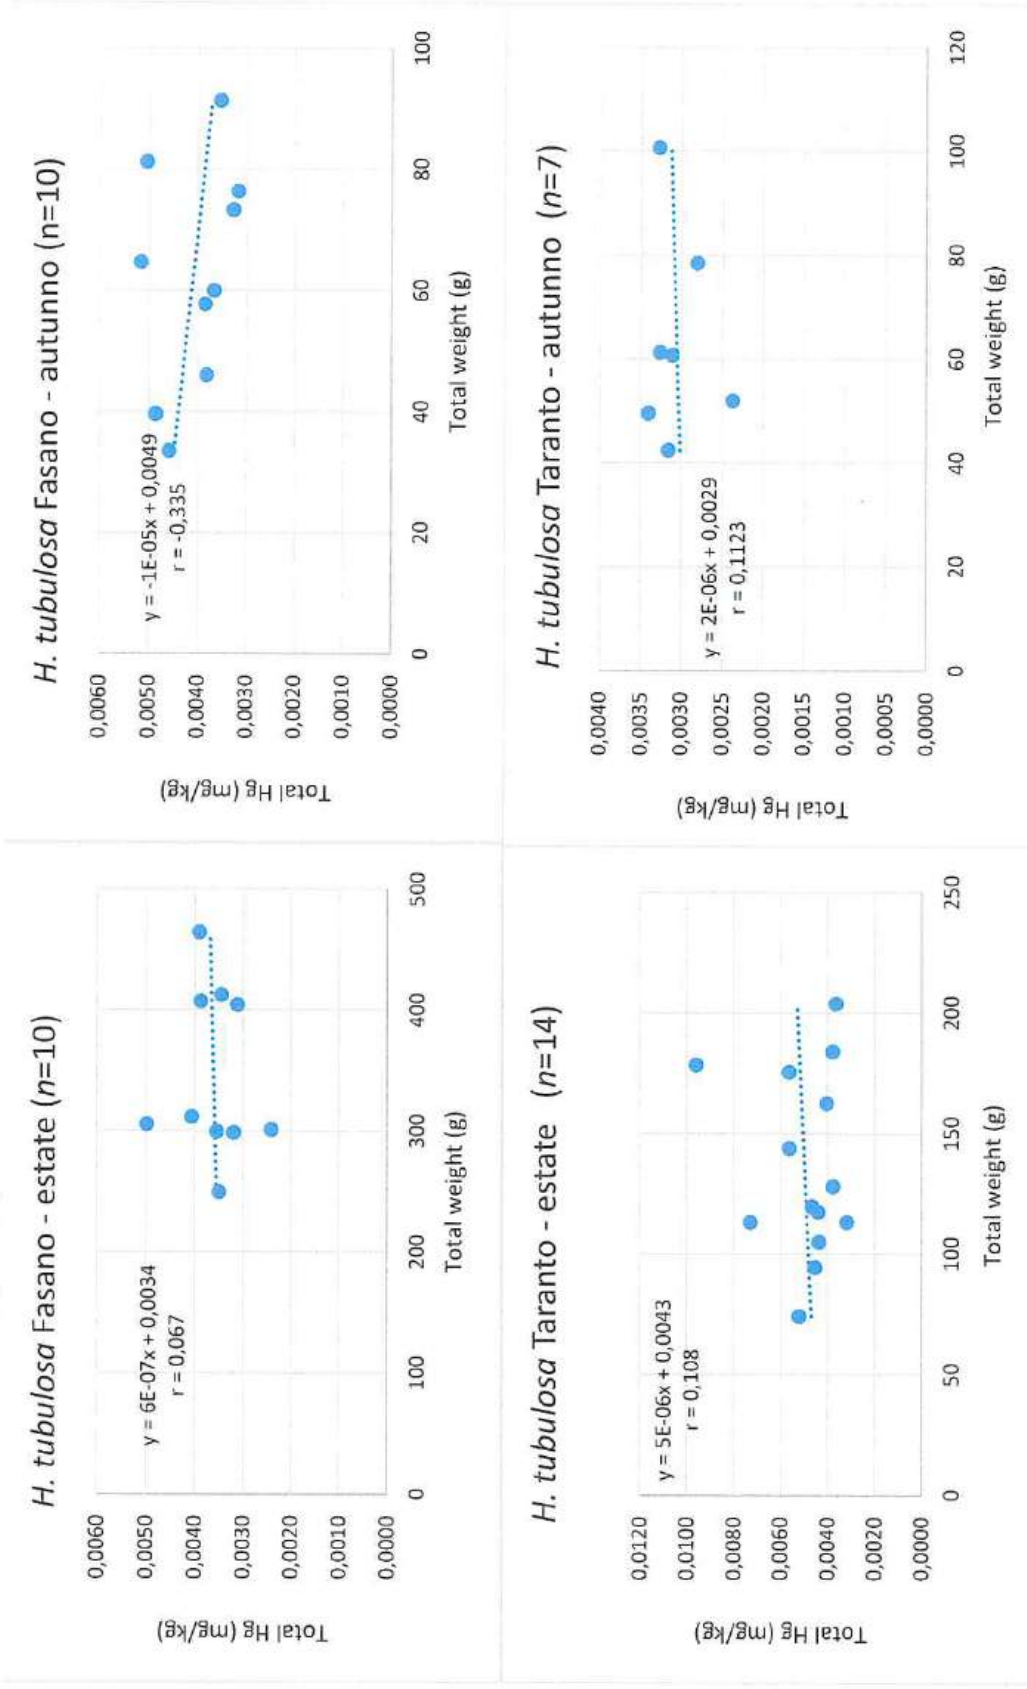 H. tubulosa Fasano - estate (n=10)
Total Hg (mg/kg)
0,0060
0,0050
0,0040
0,0030
0,0020
0,0010
0,0000
y = 6E-07x + 0,0034
r = 0,067
0 100 200 300 400 500
Total weight (g)
H. tubulosa Fasano - autunno (n=10)
Total Hg (mg/kg)
0,0060
0,0050
0,0040
0,0030
0,0020
0,0010
0,0000
y = -1E-05x + 0,0049
r = -0,335
0 20 40 60 80 100
Total weight (g)
H. tubulosa Taranto - estate (n=14)
Total Hg (mg/kg)
0,0120
0,0100
0,0080
0,0060
0,0040
0,0020
0,0000
y = 5E-06x + 0,0043
r = 0,108
0 50 100 150 200 250
Total weight (g)
H. tubulosa Taranto - autunno (n=7)
Total Hg (mg/kg)
0,0040
0,0035
0,0030
0,0025
0,0020
0,0015
0,0010
0,0005
0,0000
y = 2E-06x + 0,0029
r = 0,1123
0 20 40 60 80 100 120
Total weight (g)